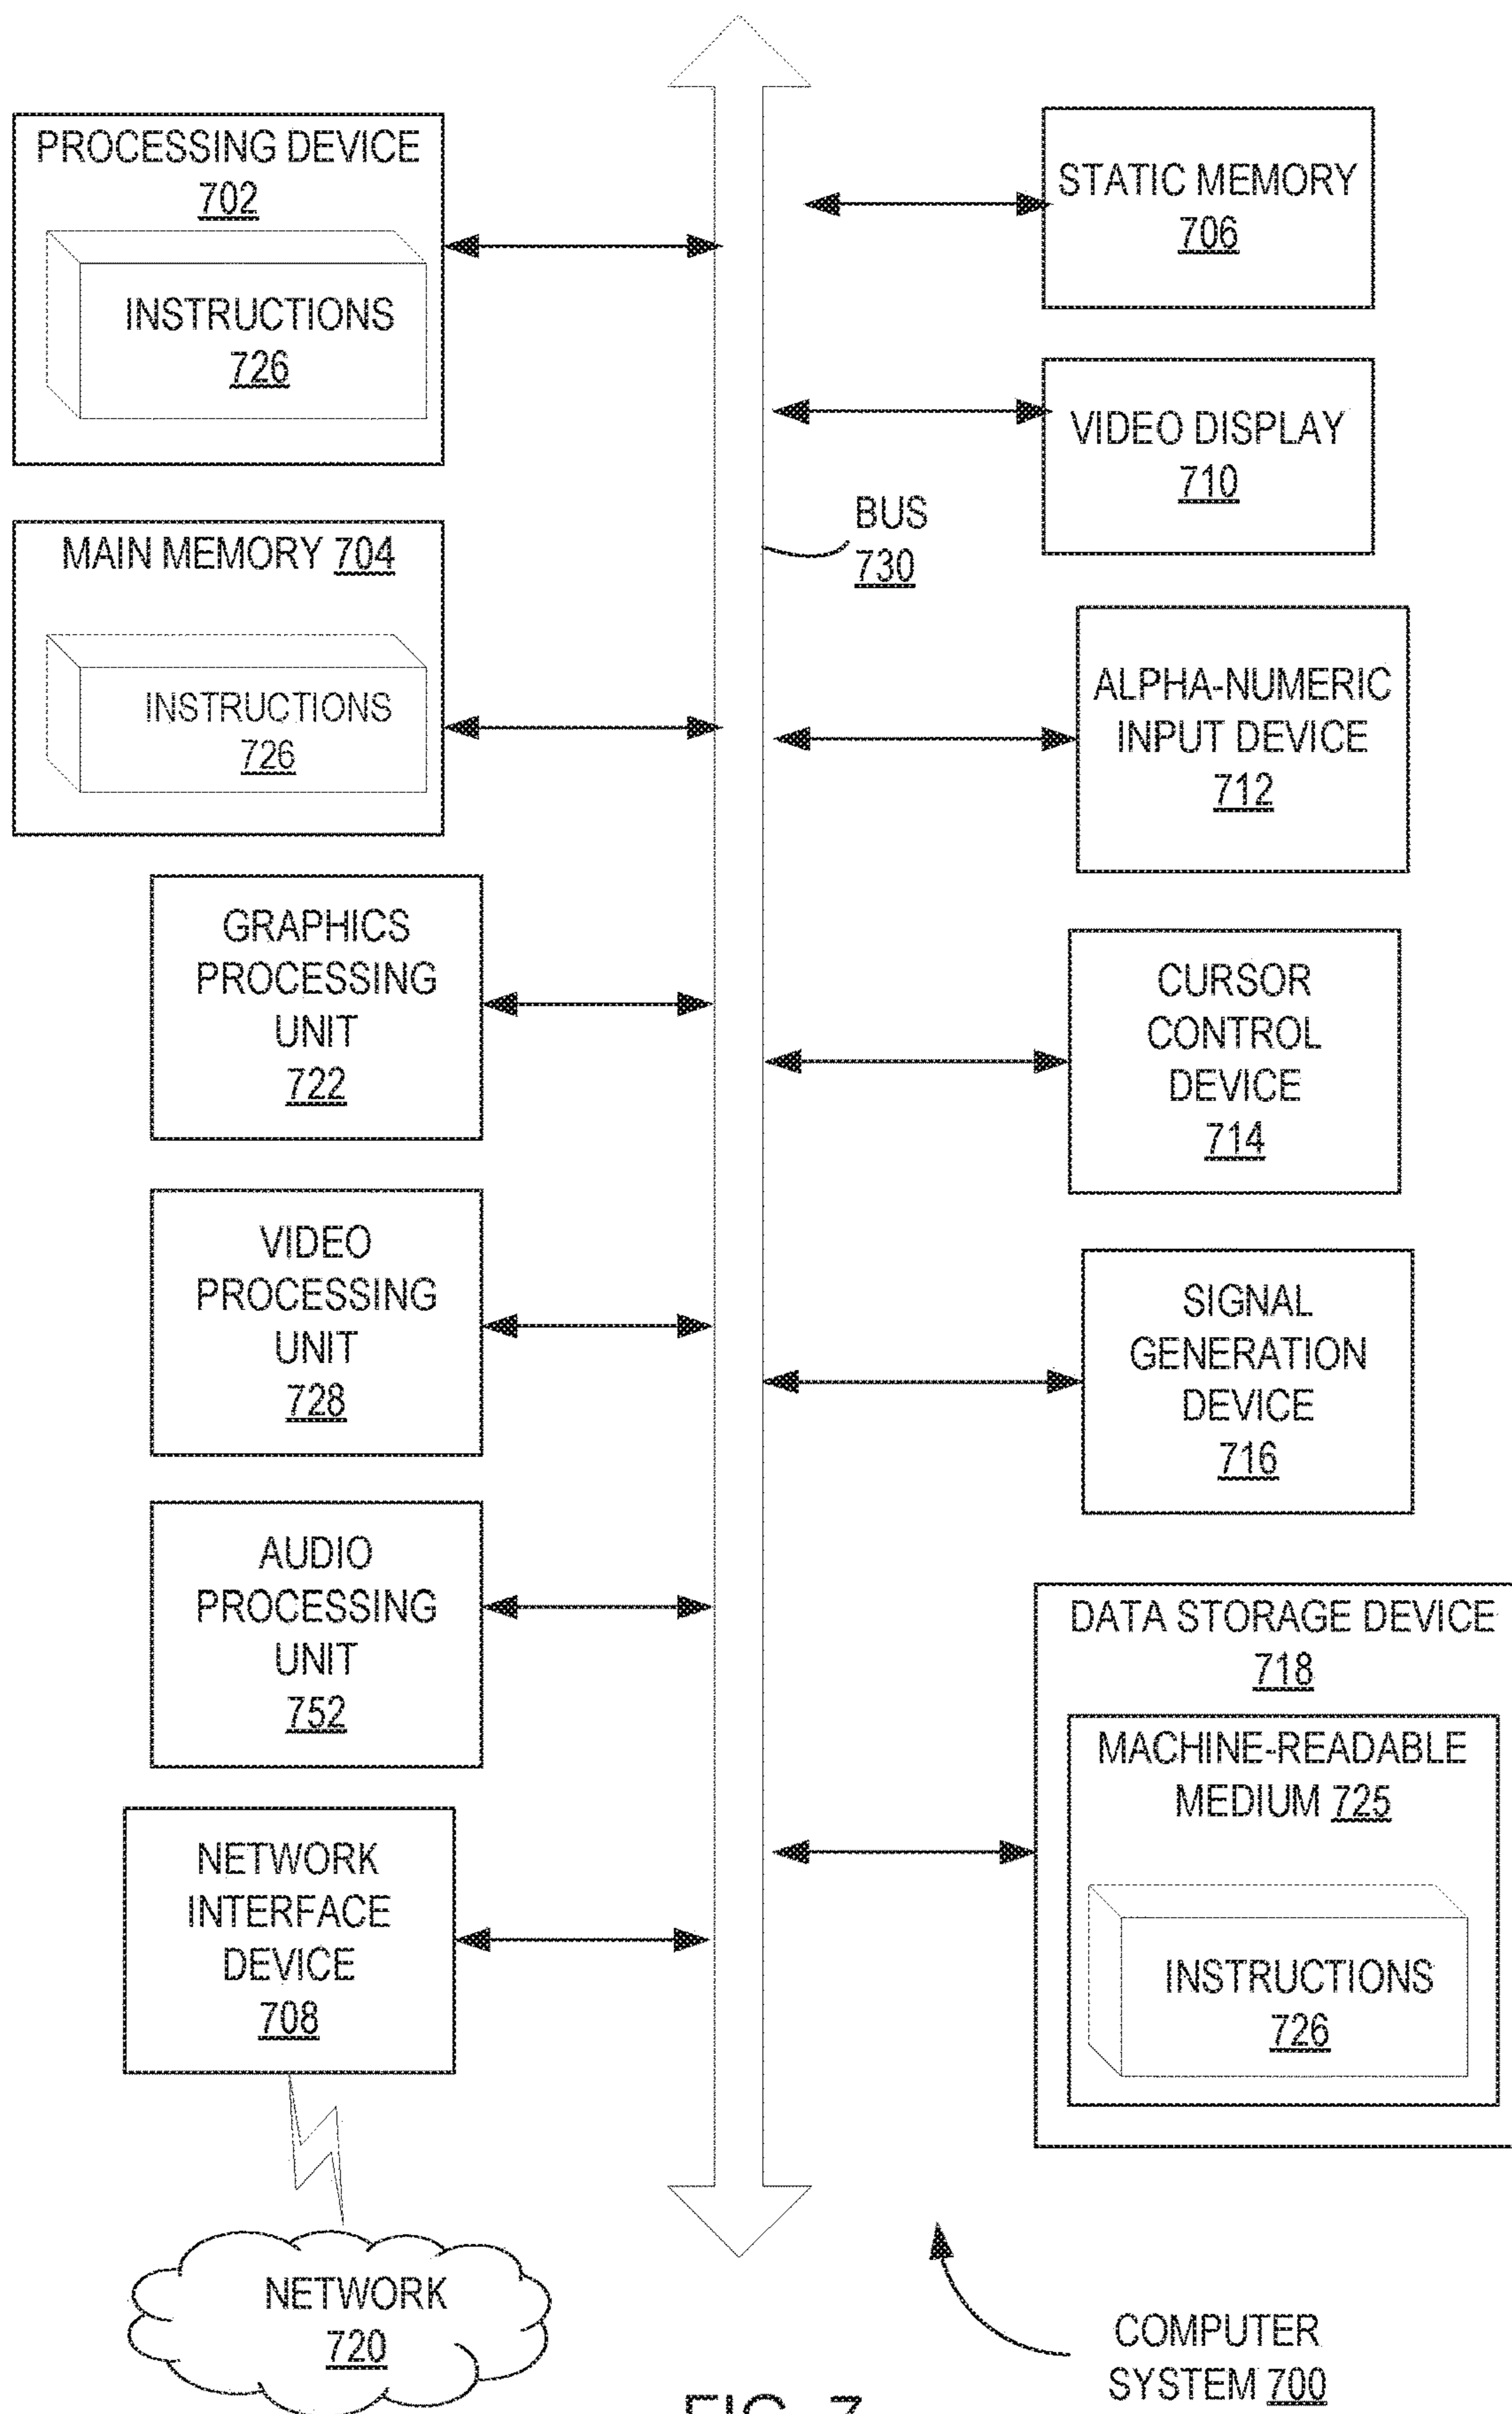 PROCESSING DEVICE
702
INSTRUCTIONS
726
MAIN MEMORY 704
INSTRUCTIONS
726
GRAPHICS
PROCESSING
UNIT
722
VIDEO
PROCESSING
UNIT
728
AUDIO
PROCESSING
UNIT
752
NETWORK
INTERFACE
DEVICE
708
NETWORK
720
BUS
730
STATIC MEMORY
706
VIDEO DISPLAY
710
ALPHA-NUMERIC
INPUT DEVICE
712
CURSOR
CONTROL
DEVICE
714
SIGNAL
GENERATION
DEVICE
716
DATA STORAGE DEVICE
718
MACHINE-READABLE
MEDIUM 725
INSTRUCTIONS
726
COMPUTER
SYSTEM 700
FIG. 7